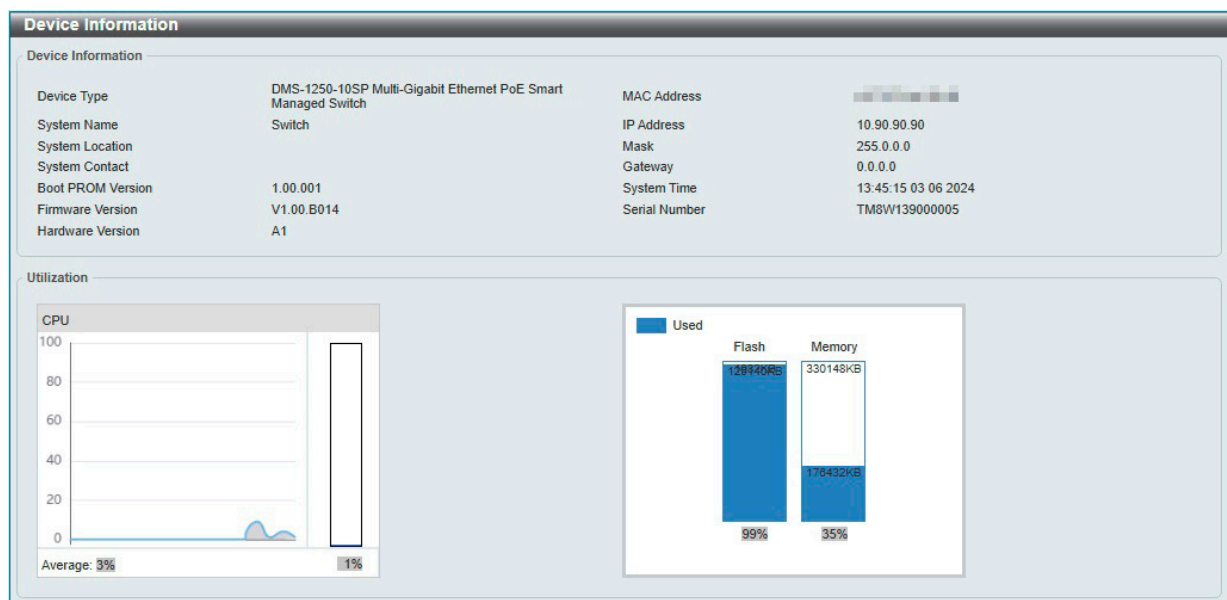 Device Information
Device Information
Device Type
DMS-1250-10SP Multi-Gigabit Ethernet PoE Smart
Managed Switch
MAC Address
System Name
Switch
IP Address
10.90.90.90
System Location
Mask
255.0.0.0
System Contact
Gateway
0.0.0.0
Boot PROM Version
1.00.001
System Time
13:45:15 03 06 2024
Firmware Version
V1.00.B014
Serial Number
TM8W139000005
Hardware Version
A1
Utilization
CPU
100
80
60
40
20
0
Average: 3%
1%
Used
Flash
Memory
330148KB
176432KB
99%
35%